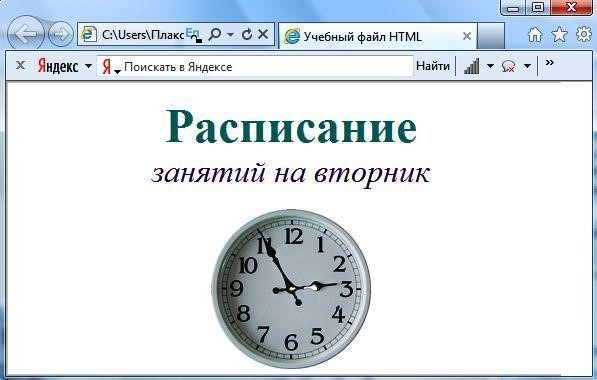 C:\Users\Плакс
Учебный файл HTML
Яндекс
Я
Поискать в Яндексе
Найти
Расписание
занятий на вторник
12
1
2
3
4
5
6
7
8
9
10
11